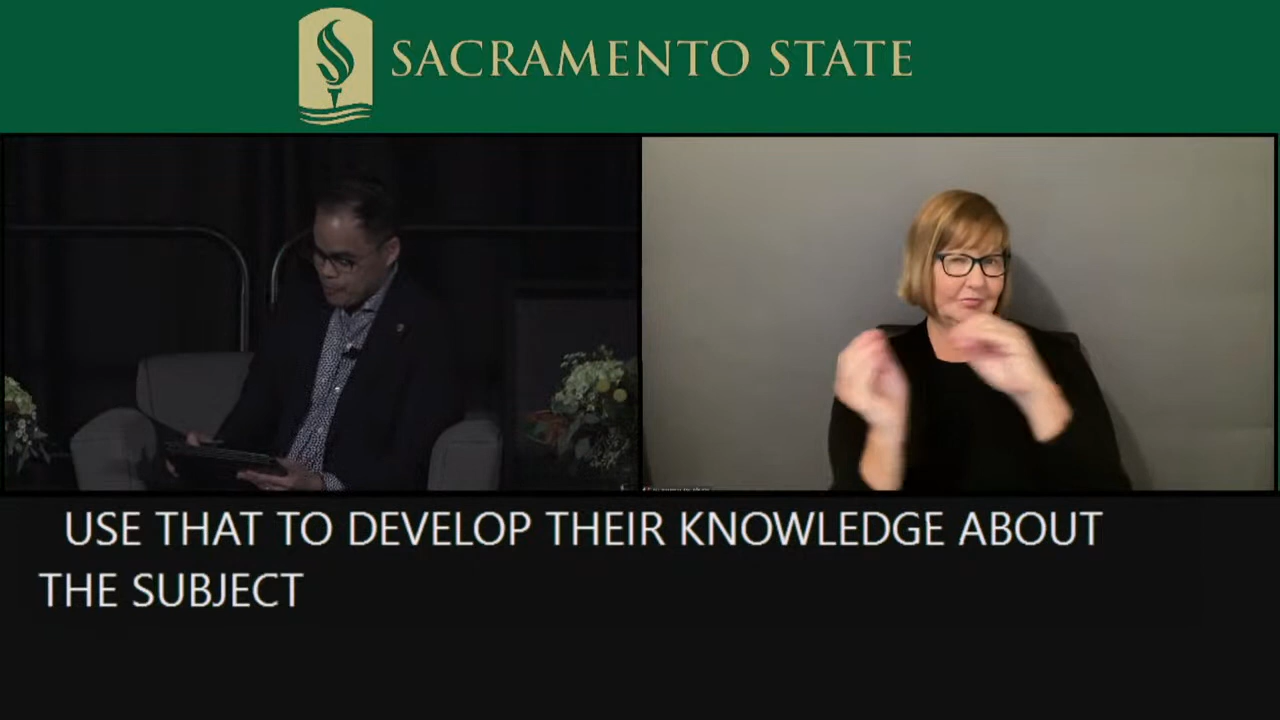 SACRAMENTO STATE
USE THAT TO DEVELOP THEIR KNOWLEDGE ABOUT
THE SUBJECT